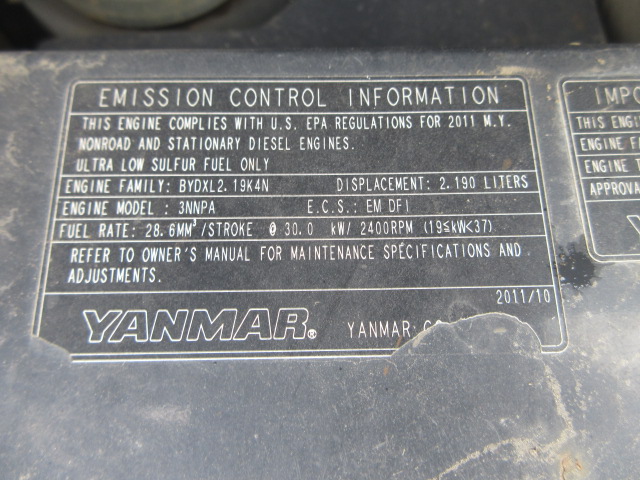 EMISSION CONTROL INFORMATION
THIS ENGINE COMPLIES WITH U.S. EPA REGULATIONS FOR 2011 M.Y.
NONROAD AND STATIONARY DIESEL ENGINES.
ULTRA LOW SULFUR FUEL ONLY
ENGINE FAMILY: BYDXL2.19K4N DISPLACEMENT: 2.190 LITERS
ENGINE MODEL : 3NNPA E.C.S.: EM DFI
FUEL RATE: 28.6MM³/STROKE @ 30.0 kW/ 2400RPM (19≤kW<37)
REFER TO OWNER'S MANUAL FOR MAINTENANCE SPECIFICATIONS AND
ADJUSTMENTS.
2011/10
YANMAR® YANMAR
THIS ENGIN
ENGINE
ENGINE